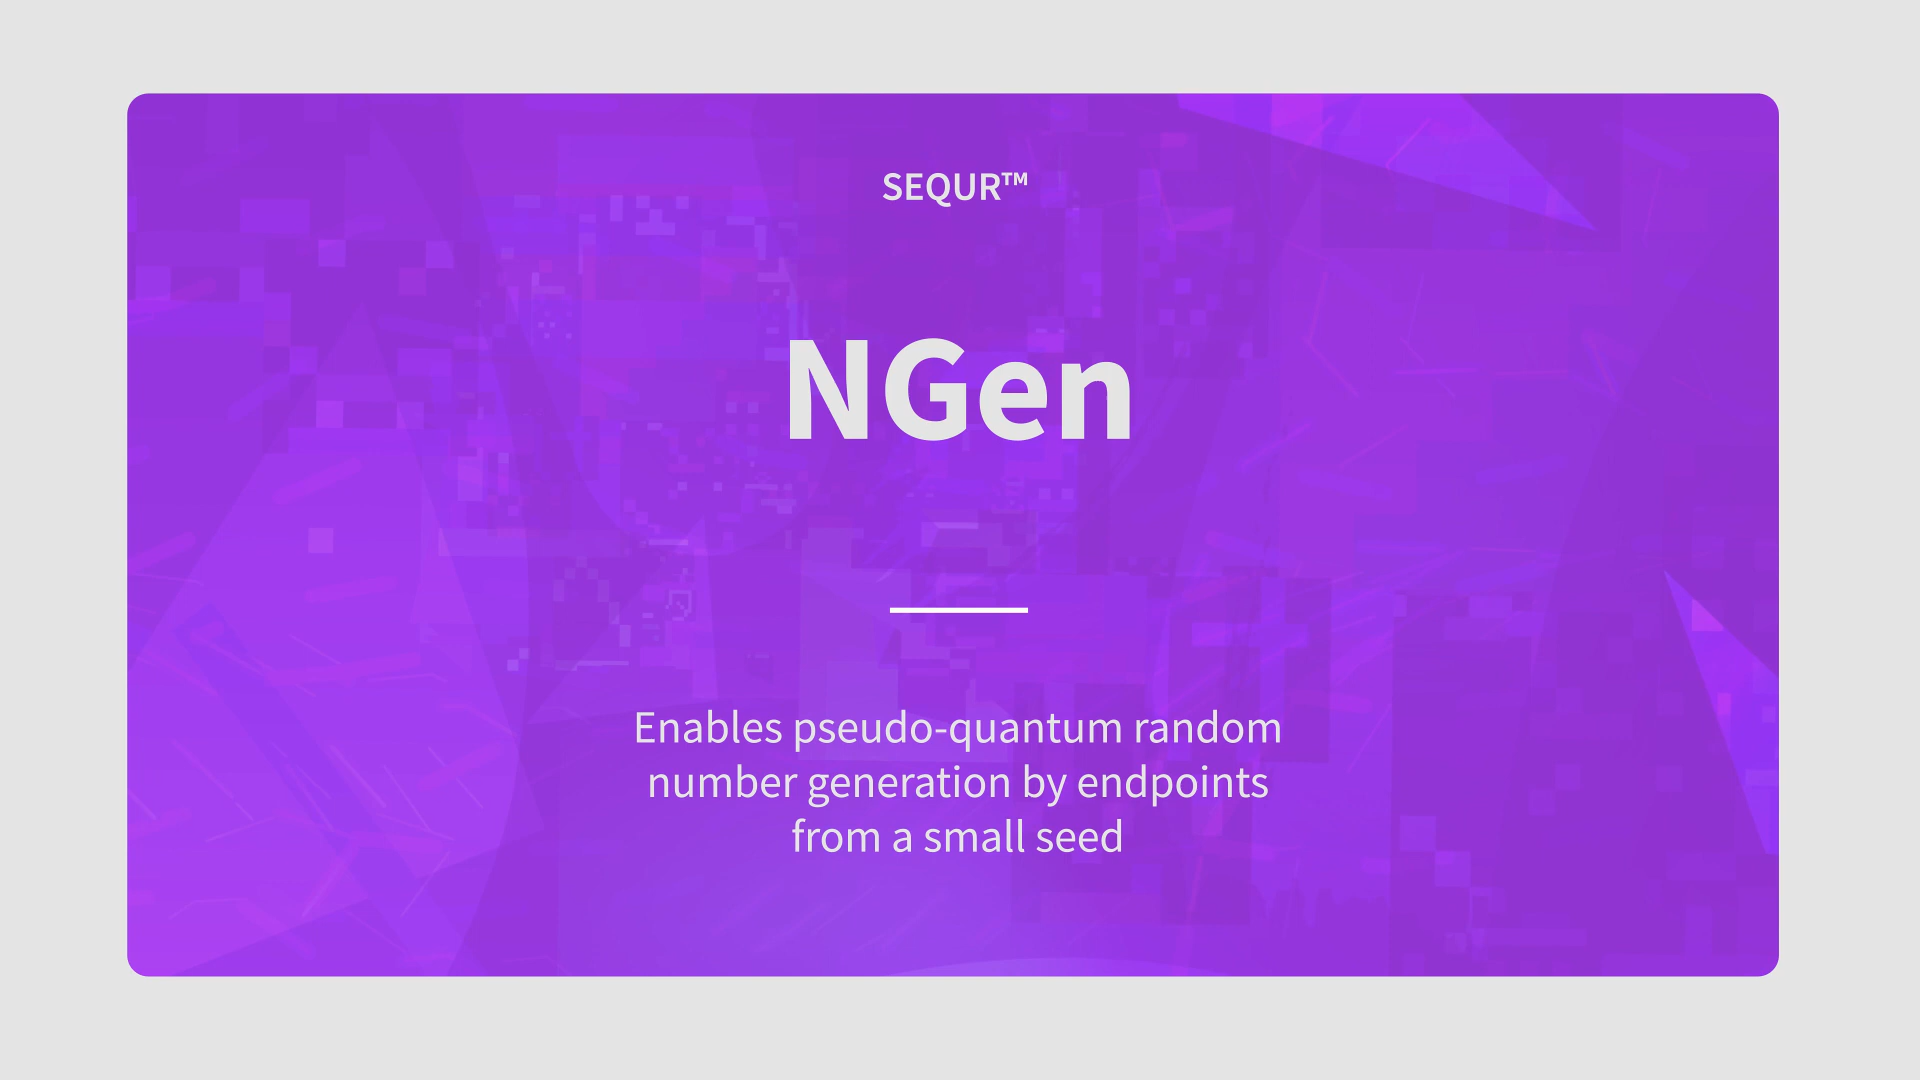 SEQUR™
NGen
Enables pseudo-quantum random
number generation by endpoints
from a small seed